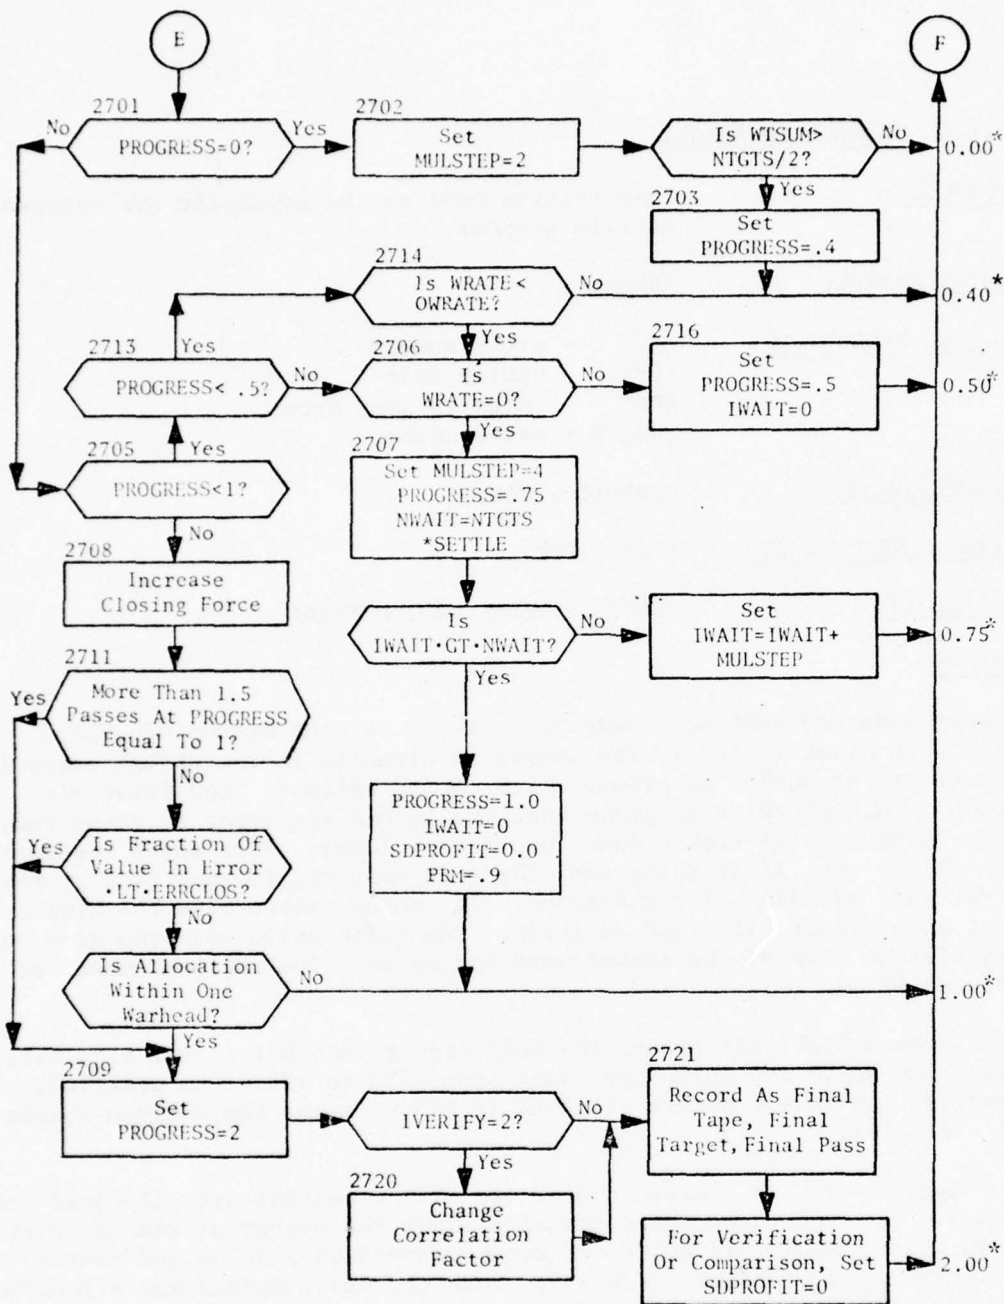 E
F
2701
No
PROGRESS=0?
Yes
2702
Set
MULSTEP=2
Is WTSUM>
NTGTS/2?
No
0.00*
Yes
2703
Set
PROGRESS=.4
2714
Is WRATE<
OWRATE?
No
0.40*
Yes
2713
Yes
PROGRESS< .5?
No
2706
Is
WRATE=0?
No
2716
Set
PROGRESS=.5
IWAIT=0
0.50*
Yes
2705
Yes
PROGRESS<1?
No
2707
Set MULSTEP=4
PROGRESS=.75
NWAIT=NTGTS
*SETTLE
2708
Increase
Closing Force
Is
IWAIT·GT·NWAIT?
No
Set
IWAIT=IWAIT+
MULSTEP
0.75*
Yes
2711
Yes
More Than 1.5
Passes At PROGRESS
Equal To 1?
No
PROGRESS=1.0
IWAIT=0
SDPROFIT=0.0
PRM=.9
Yes
Is Fraction Of
Value In Error
·LT·ERRCLOS?
No
Is Allocation
Within One
Warhead?
No
1.00*
Yes
2709
Set
PROGRESS=2
IVERIFY=2?
No
Yes
2721
Record As Final
Tape, Final
Target,Final Pass
2720
Change
Correlation
Factor
For Verification
Or Comparison, Set
SDPROFIT=0
2.00*